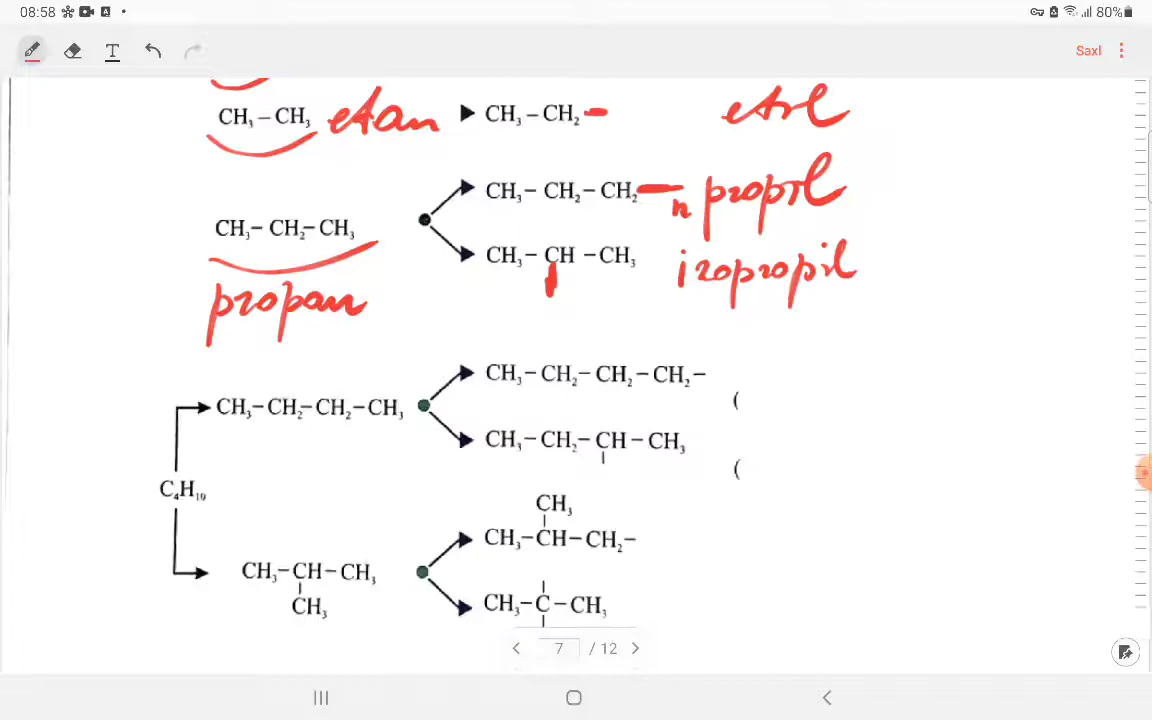 08:58 80%
T Saxl
CH₃–CH₃ etan CH₃–CH₂– etil
CH₃–CH₂–CH₂– n propil
CH₃–CH₂–CH₃
CH₃–CH–CH₃ izopropil
propan
CH₃–CH₂–CH₂–CH₂–
(
CH₃–CH₂–CH₂–CH₃
CH₃–CH₂–CH–CH₃
(
C₄H₁₀
CH₃
CH₃–CH–CH₂–
CH₃–CH–CH₃
CH₃
CH₃–C–CH₃
7 / 12